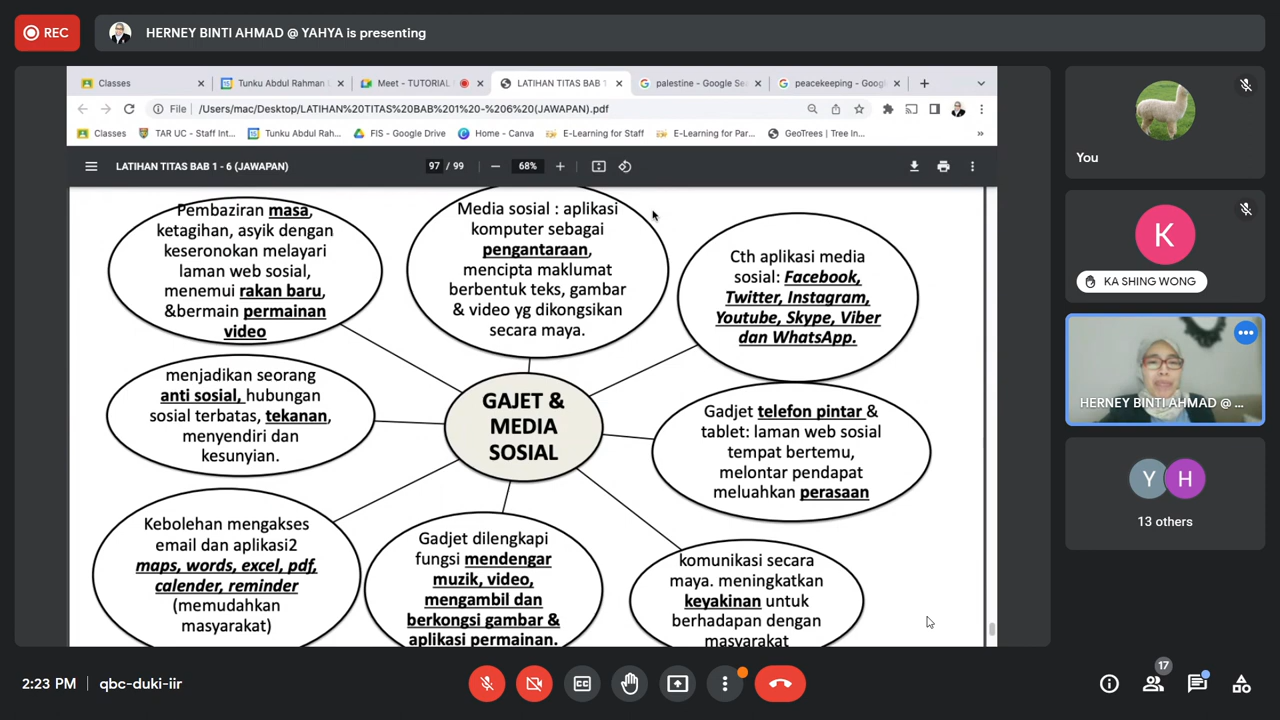 REC
HERNEY BINTI AHMAD @ YAHYA is presenting
Classes
Tunku Abdul Rahman
Meet - TUTORIAL
LATIHAN TITAS BAB 1
palestine - Google Se
peacekeeping - Goog
File
/Users/mac/Desktop/LATIHAN%20TITAS%20BAB%201%20-%206%20(JAWAPAN).pdf
Classes
TAR UC - Staff Int...
Tunku Abdul Rah...
FIS - Google Drive
Home - Canva
E-Learning for Staff
E-Learning for Par...
GeoTrees | Tree In...
»
LATIHAN TITAS BAB 1 - 6 (JAWAPAN)
97 / 99
68%
Pembaziran masa,
ketagihan, asyik dengan
keseronokan melayari
laman web sosial,
menemui rakan baru,
&bermain permainan
video
Media sosial : aplikasi
komputer sebagai
pengantaraan,
mencipta maklumat
berbentuk teks, gambar
& video yg dikongsikan
secara maya.
Cth aplikasi media
sosial: Facebook,
Twitter, Instagram,
Youtube, Skype, Viber
dan WhatsApp.
menjadikan seorang
anti sosial, hubungan
sosial terbatas, tekanan,
menyendiri dan
kesunyian.
GAJET &
MEDIA
SOSIAL
Gadjet telefon pintar &
tablet: laman web sosial
tempat bertemu,
melontar pendapat
meluahkan perasaan
Kebolehan mengakses
email dan aplikasi2
maps, words, excel, pdf,
calender, reminder
(memudahkan
masyarakat)
Gadjet dilengkapi
fungsi mendengar
muzik, video,
mengambil dan
berkongsi gambar &
aplikasi permainan.
komunikasi secara
maya. meningkatkan
keyakinan untuk
berhadapan dengan
masyarakat
You
K
KA SHING WONG
HERNEY BINTI AHMAD @ ...
Y
H
13 others
2:23 PM
qbc-duki-iir
CC
17